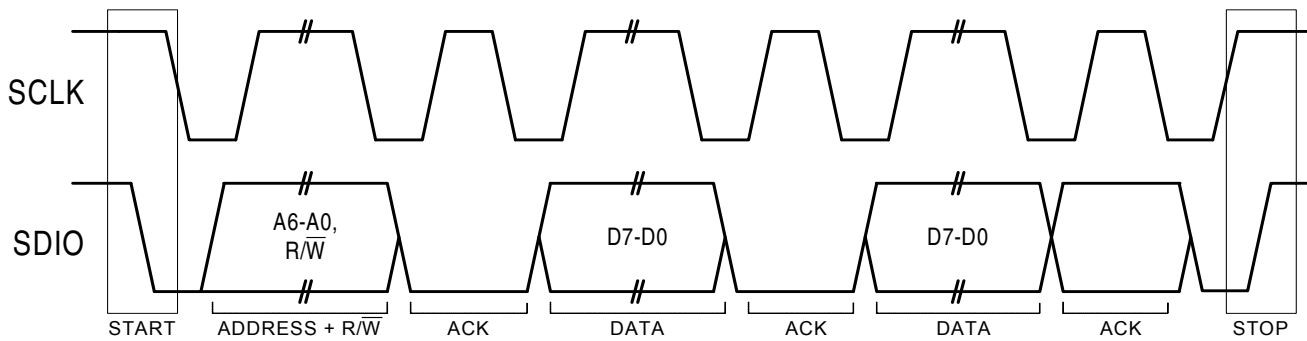 SCLK
SDIO
A6-A0,
R/W̅
D7-D0
D7-D0
START
ADDRESS + R/W̅
ACK
DATA
ACK
DATA
ACK
STOP